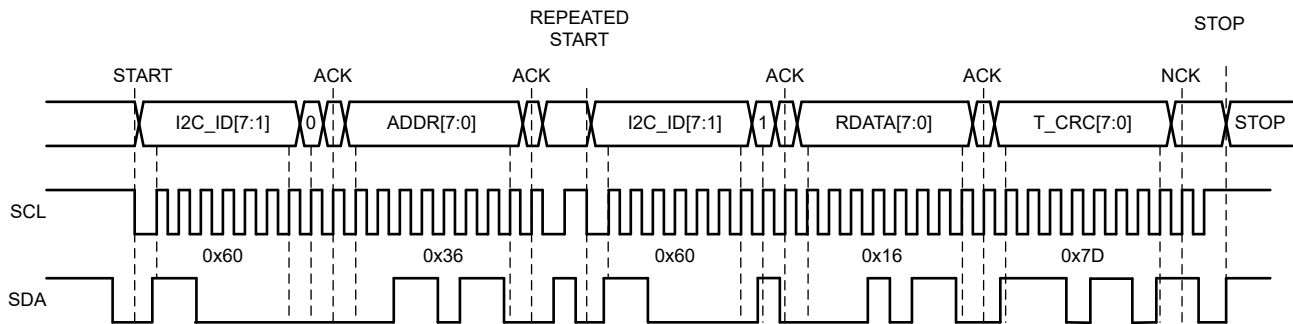 REPEATED
START
STOP
START
ACK
ACK
ACK
ACK
NCK
I2C_ID[7:1]
0
ADDR[7:0]
I2C_ID[7:1]
1
RDATA[7:0]
T_CRC[7:0]
STOP
SCL
0x60
0x36
0x60
0x16
0x7D
SDA